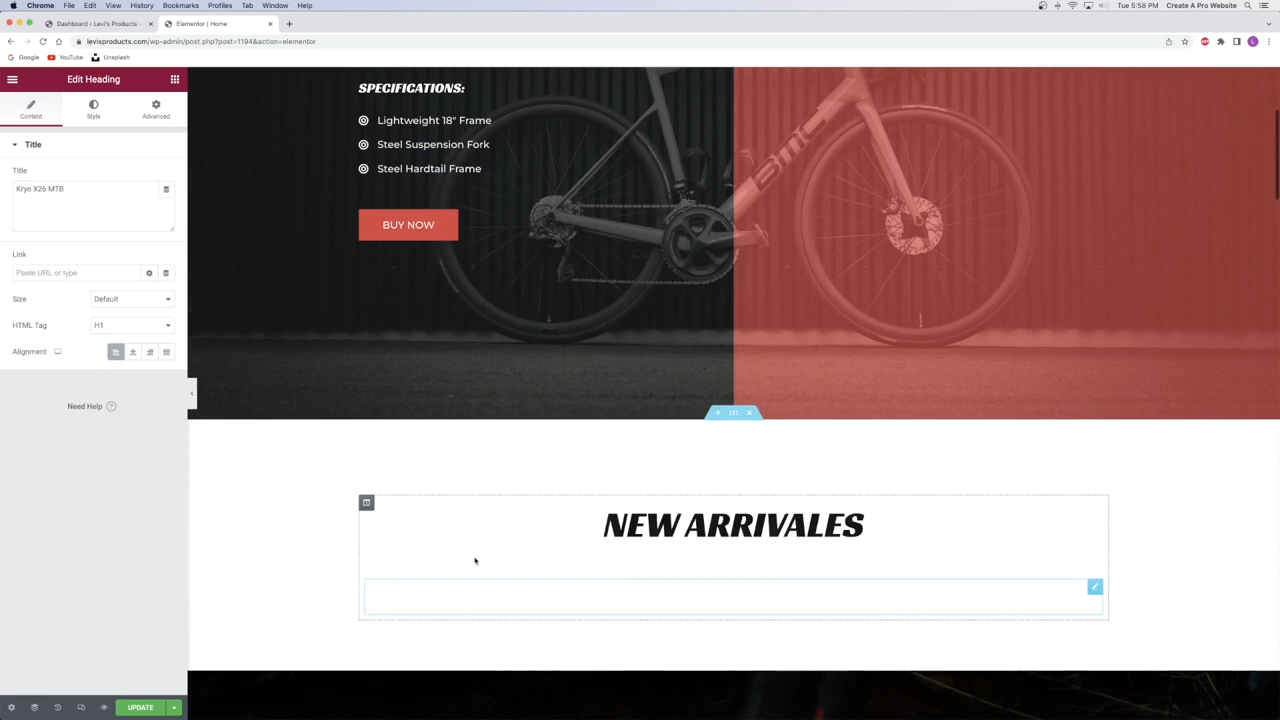 Chrome File Edit View History Bookmarks Profiles Tab Window Help
Tue 5:58 PM Create A Pro Website
Dashboard ‹ Levi's Products –
Elementor | Home
levisproducts.com/wp-admin/post.php?post=1194&action=elementor
Google YouTube Unsplash
Edit Heading
Content Style Advanced
Title
Title
Kryo X26 MTB
Link
Paste URL or type
Size Default
HTML Tag H1
Alignment
Need Help ?
UPDATE
SPECIFICATIONS:
Lightweight 18" Frame
Steel Suspension Fork
Steel Hardtail Frame
BUY NOW
NEW ARRIVALES